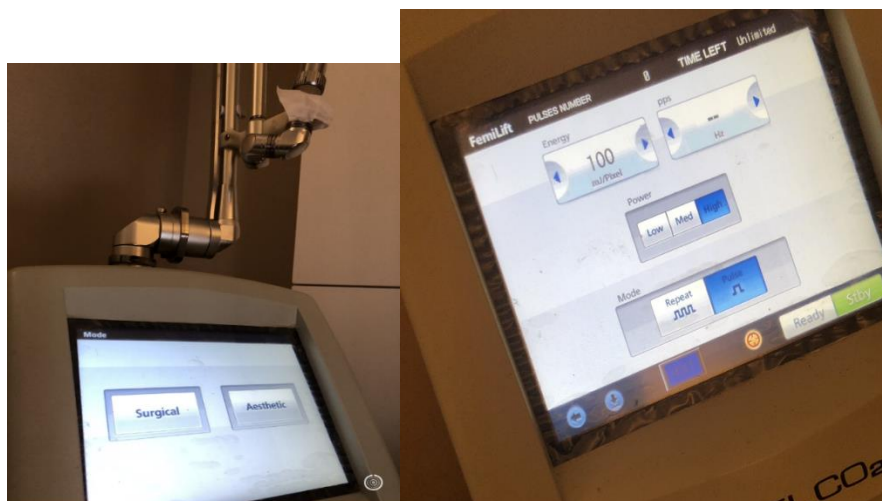 Mode
Surgical
Aesthetic
FemiLift PULSES NUMBER 0 TIME LEFT Unlimited
Energy
100
mJ/Pixel
pps
--
Hz
Power
Low Med High
Mode
Repeat
Pulse
Ready Stby
CO2